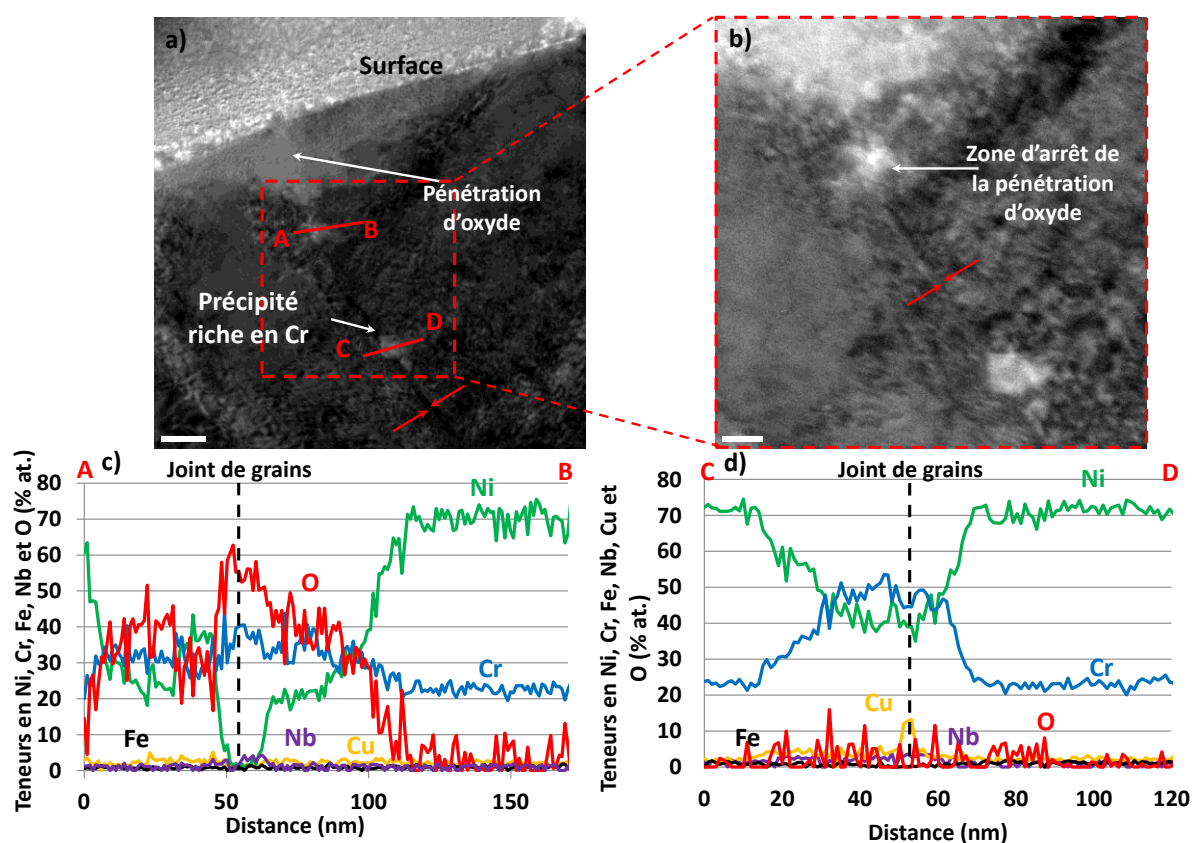 a)
Surface
Pénétration
d'oxyde
A
B
Précipité
riche en Cr
C
D
b)
Zone d'arrêt de
la pénétration
d'oxyde
A
c)
Joint de grains
B
Teneurs en Ni, Cr, Fe, Nb et O (% at.)
80
70
60
50
40
30
20
10
0
Ni
O
Cr
Fe
Nb
Cu
0
50
100
150
Distance (nm)
C
d)
Joint de grains
D
Teneurs en Ni, Cr, Fe, Nb, Cu et
O (% at.)
80
70
60
50
40
30
20
10
0
Ni
Cr
Cu
Fe
Nb
O
0
20
40
60
80
100
120
Distance (nm)